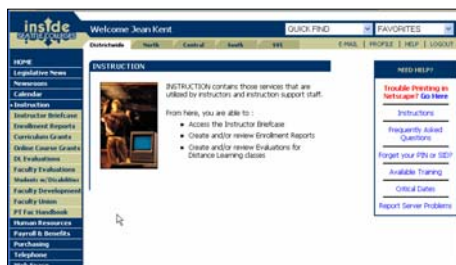 inside
SEATTLE COLLEGES
Welcome Jean Kent
QUICK FIND
FAVORITES
Districtwide
North
Central
South
E-MAIL | PROFILE | HELP | LOGOUT
HOME
Legislative News
Newsroom
Calendar
Instruction
Instructor Briefcase
Enrollment Reports
Curriculum Grants
Online Course Grants
DL Evaluations
Faculty Evaluations
Students w/Disabilities
Faculty Development
Faculty Union
PT Fac Handbook
Human Resources
Payroll & Benefits
Purchasing
Telephone
INSTRUCTION
INSTRUCTION contains those services that are
utilized by instructors and instruction support staff.
From here, you are able to :
Access the Instructor Briefcase
Create and/or review Enrollment Reports
Create and/or review Evaluations for
Distance Learning classes
NEED HELP?
Trouble Printing in
Netscape? Go Here
Instructions
Frequently Asked
Questions
Forget your PIN or SID?
Available Training
Critical Dates
Report Server Problems